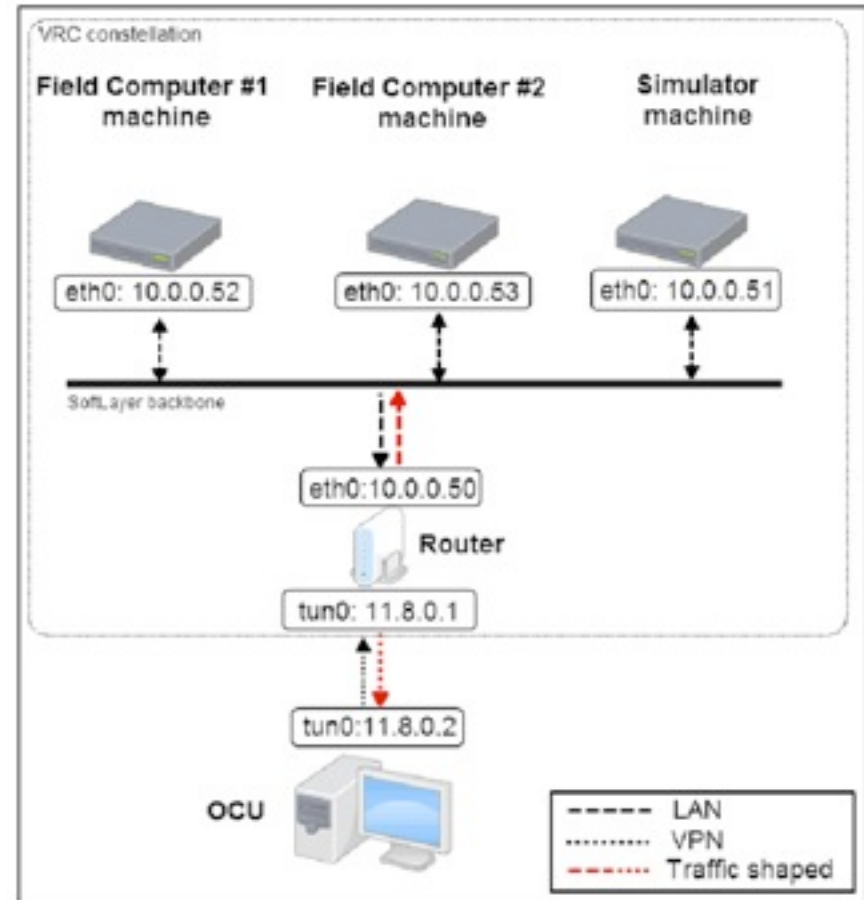 VRC constellation
Field Computer #1
machine
Field Computer #2
machine
Simulator
machine
eth0: 10.0.0.52
eth0: 10.0.0.53
eth0: 10.0.0.51
SoftLayer backbone
eth0:10.0.0.50
Router
tun0: 11.8.0.1
tun0:11.8.0.2
OCU
LAN
VPN
Traffic shaped